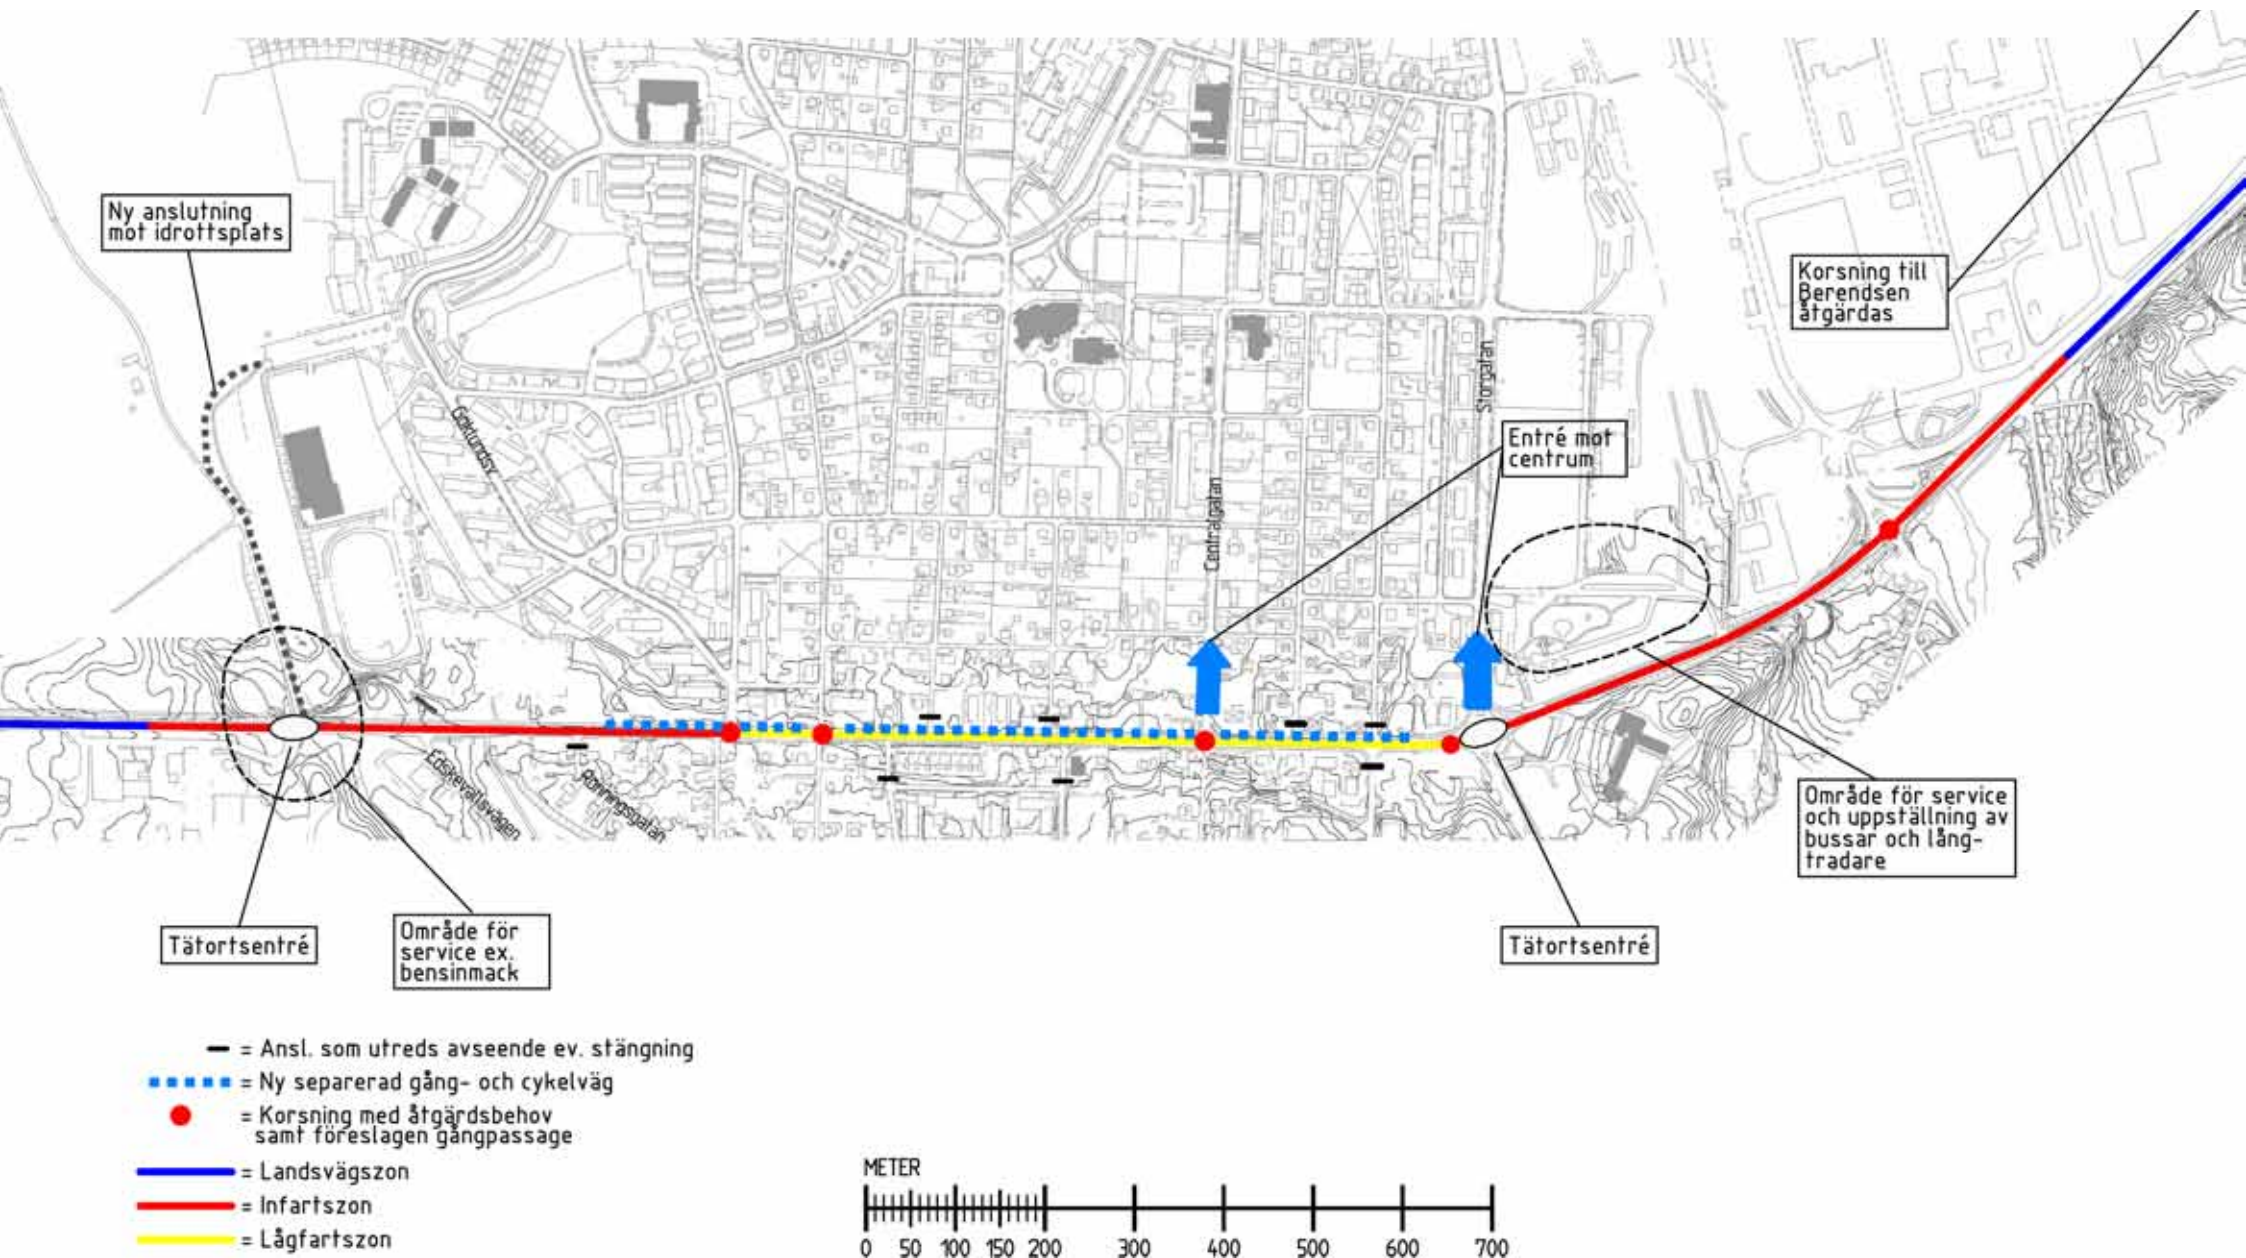 Ny anslutning
mot idrottsplats
Korsning till
Berendsen
åtgärdas
Storgatan
Entré mot
centrum
Centralgatan
Område för service
och uppställning av
bussar och lång-
tradare
Tätortsentré
Område för
service ex.
bensinmack
Tätortsentré
= Ansl. som utreds avseende ev. stängning
= Ny separerad gång- och cykelväg
= Korsning med åtgärdsbehov
samt föreslagen gångpassage
= Landsvägszon
= Infartszon
= Lågfartszon
METER
0 50 100 150 200 300 400 500 600 700